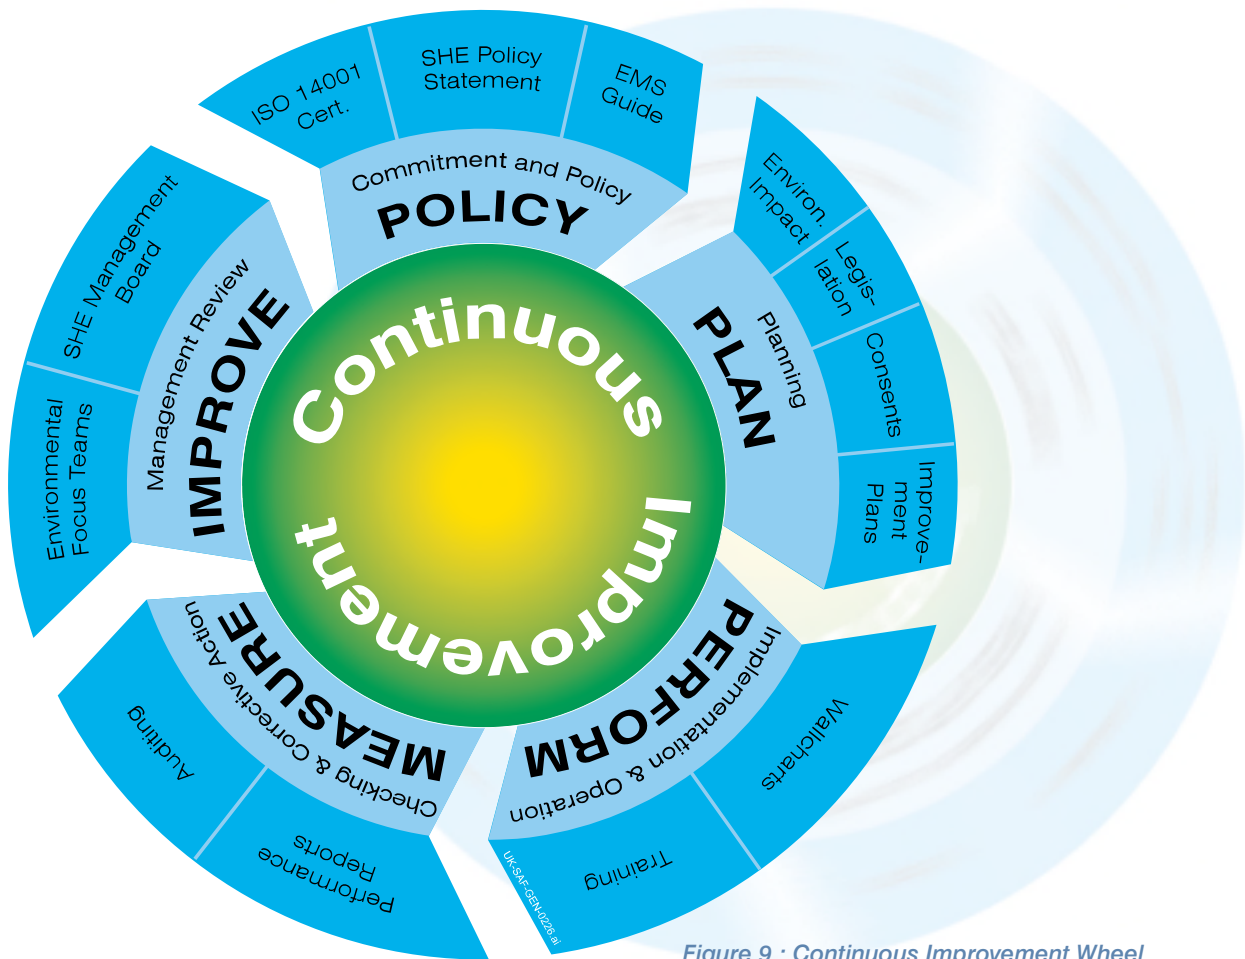 ISO 14001
Cert.
SHE Policy
Statement
EMS
Guide
Commitment and Policy
POLICY
Environ.
Impact
Legis-
lation
Consents
Improve-
ment
Plans
Planning
PLAN
Wallcharts
Training
Implementation & Operation
PERFORM
UK-SAF-GEN-0226.ai
Performance
Reports
Auditing
Checking & Corrective Action
MEASURE
Environmental
Focus Teams
SHE Management
Board
Management Review
IMPROVE
Continuous
Improvement
Figure 9 : Continuous Improvement Wheel